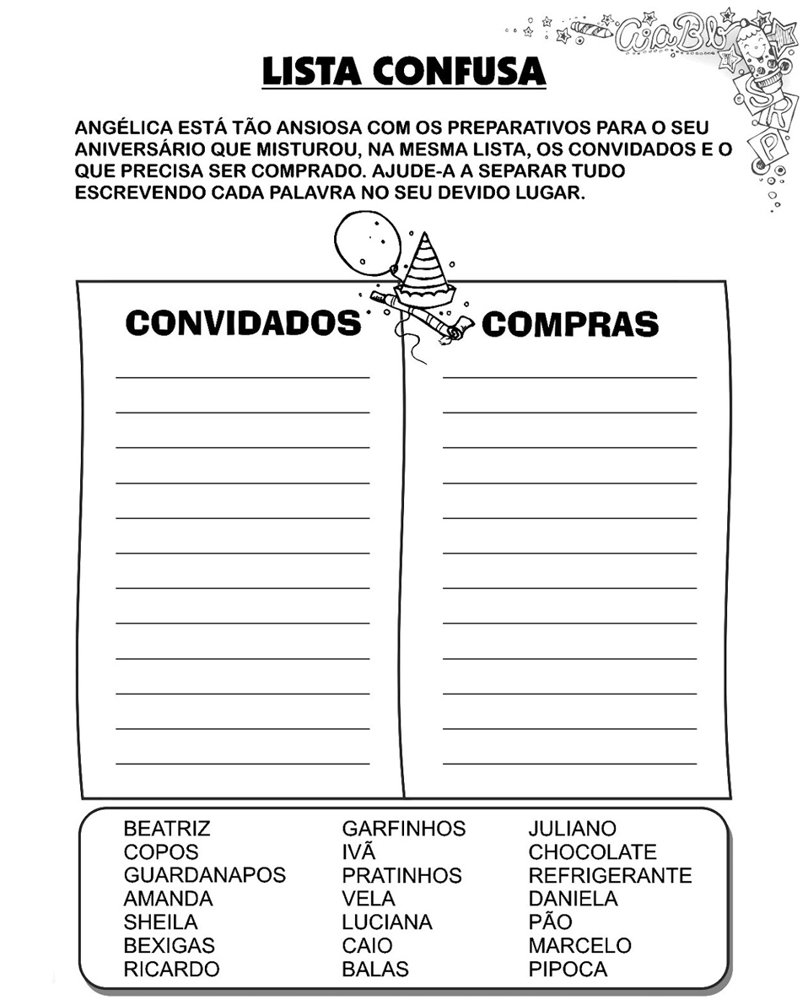 LISTA CONFUSA
ANGÉLICA ESTÁ TÃO ANSIOSA COM OS PREPARATIVOS PARA O SEU
ANIVERSÁRIO QUE MISTUROU, NA MESMA LISTA, OS CONVIDADOS E O
QUE PRECISA SER COMPRADO. AJUDE-A A SEPARAR TUDO
ESCREVENDO CADA PALAVRA NO SEU DEVIDO LUGAR.
CONVIDADOS
COMPRAS
BEATRIZ
COPOS
GUARDANAPOS
AMANDA
SHEILA
BEXIGAS
RICARDO
GARFINHOS
IVÃ
PRATINHOS
VELA
LUCIANA
CAIO
BALAS
JULIANO
CHOCOLATE
REFRIGERANTE
DANIELA
PÃO
MARCELO
PIPOCA